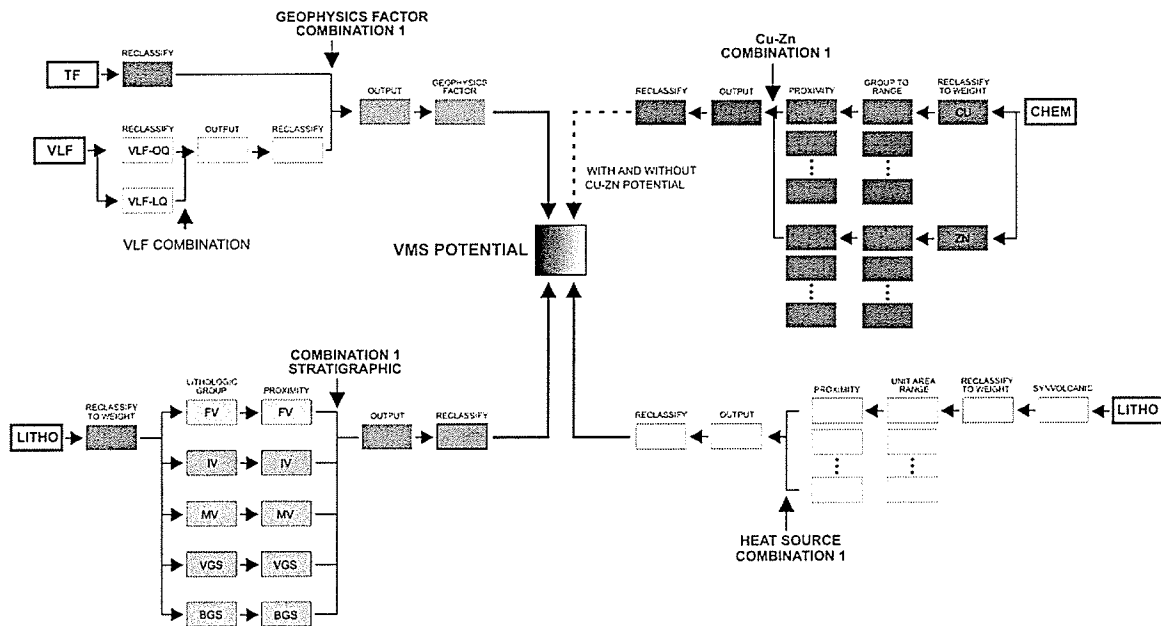 GEOPHYSICS FACTOR
COMBINATION 1
RECLASSIFY
TF
OUTPUT
GEOPHYSICS
FACTOR
RECLASSIFY
OUTPUT
RECLASSIFY
VLF
VLF-OQ
VLF-LQ
VLF COMBINATION
Cu-Zn
COMBINATION 1
RECLASSIFY
OUTPUT
PROXIMITY
GROUP TO
RANGE
RECLASSIFY
TO WEIGHT
CU
CHEM
ZN
WITH AND WITHOUT
CU-ZN POTENTIAL
VMS POTENTIAL
COMBINATION 1
STRATIGRAPHIC
RECLASSIFY
TO WEIGHT
LITHOLOGIC
GROUP
PROXIMITY
LITHO
FV
FV
OUTPUT
RECLASSIFY
IV
IV
MV
MV
VGS
VGS
BGS
BGS
RECLASSIFY
OUTPUT
PROXIMITY
UNIT AREA
RANGE
RECLASSIFY
TO WEIGHT
SYNVOLCANIC
LITHO
HEAT SOURCE
COMBINATION 1